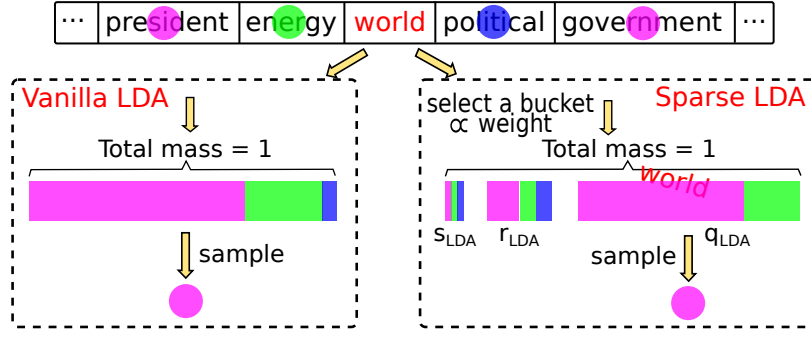 ... president energy world political government ...
Vanilla LDA
Total mass = 1
sample
Sparse LDA
select a bucket
∝ weight
Total mass = 1
world
sLDA rLDA qLDA
sample